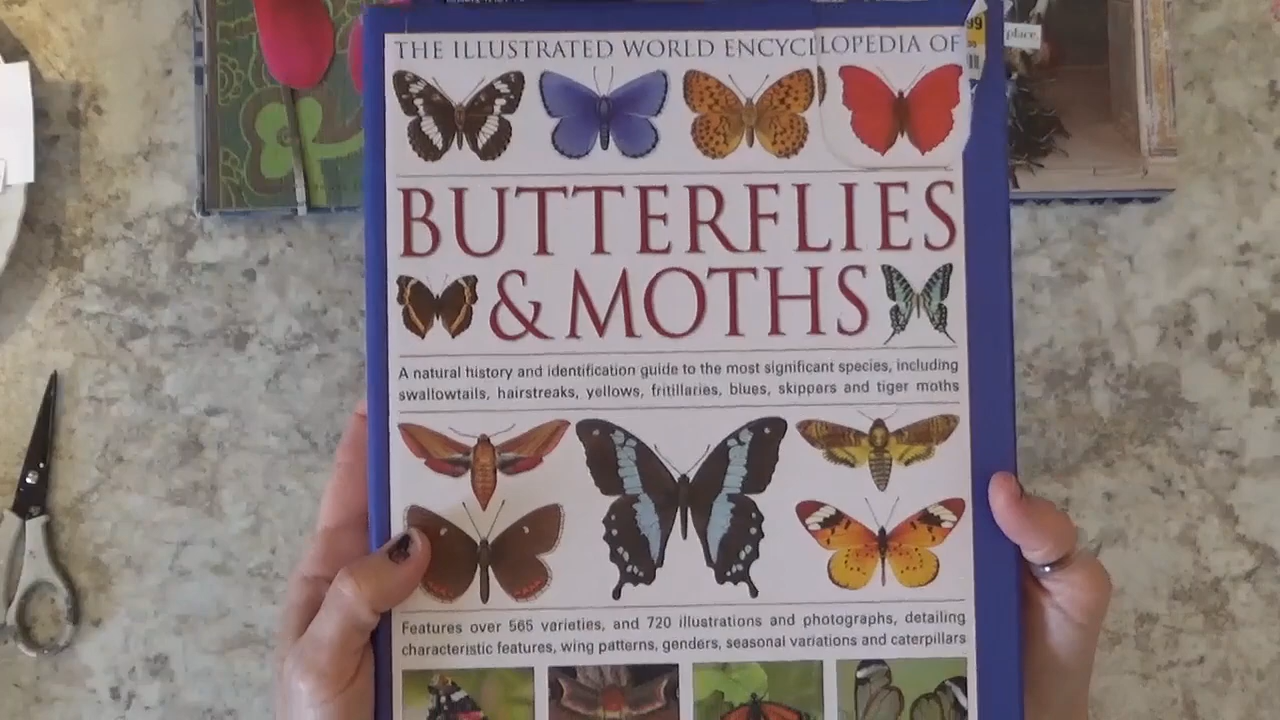 THE ILLUSTRATED WORLD ENCYCLOPEDIA OF
99
place.
BUTTERFLIES
& MOTHS
A natural history and identification guide to the most significant species, including
swallowtails, hairstreaks, yellows, fritillaries, blues, skippers and tiger moths
Features over 565 varieties, and 720 illustrations and photographs, detailing
characteristic features, wing patterns, genders, seasonal variations and caterpillars